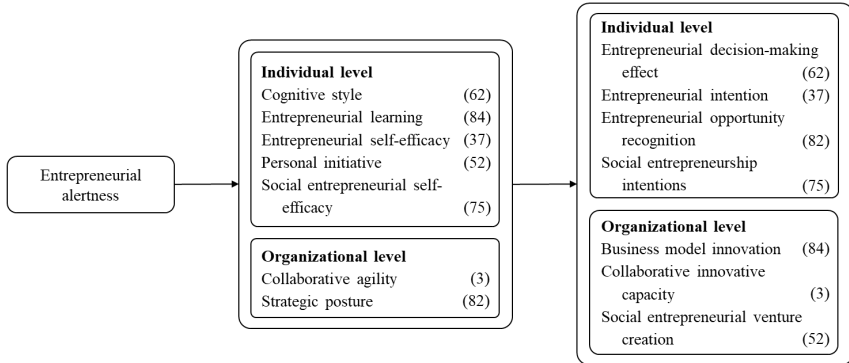 Entrepreneurial
alertness
Individual level
Cognitive style (62)
Entrepreneurial learning (84)
Entrepreneurial self-efficacy (37)
Personal initiative (52)
Social entrepreneurial self-
efficacy (75)
Organizational level
Collaborative agility (3)
Strategic posture (82)
Individual level
Entrepreneurial decision-making
effect (62)
Entrepreneurial intention (37)
Entrepreneurial opportunity
recognition (82)
Social entrepreneurship
intentions (75)
Organizational level
Business model innovation (84)
Collaborative innovative
capacity (3)
Social entrepreneurial venture
creation (52)